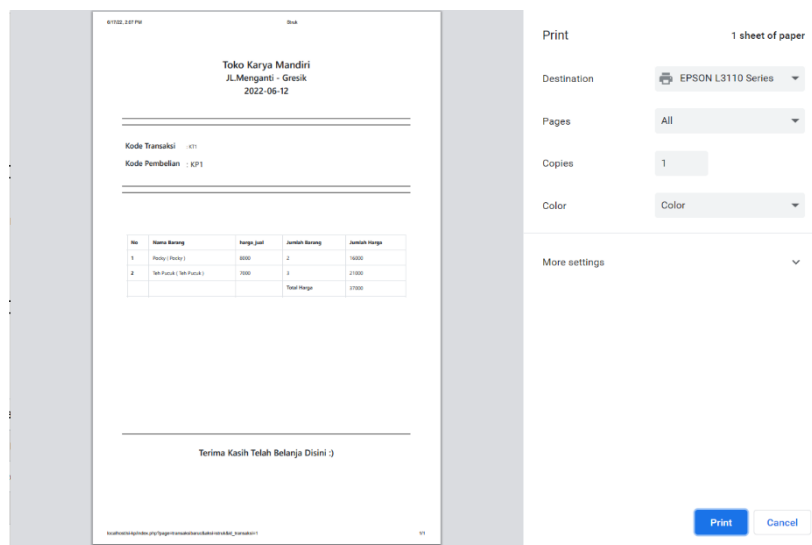 6/17/22, 2:07 PM Struk
Toko Karya Mandiri
JL.Menganti - Gresik
2022-06-12
Kode Transaksi : KT1
Kode Pembelian : KP1
No Nama Barang harga_jual Jumlah Barang Jumlah Harga
1 Pocky ( Pocky ) 8000 2 16000
2 Teh Pucuk ( Teh Pucuk ) 7000 3 21000
Total Harga 37000
Terima Kasih Telah Belanja Disini :)
1/1
Print 1 sheet of paper
Destination EPSON L3110 Series
Pages All
Copies 1
Color Color
More settings
Print Cancel